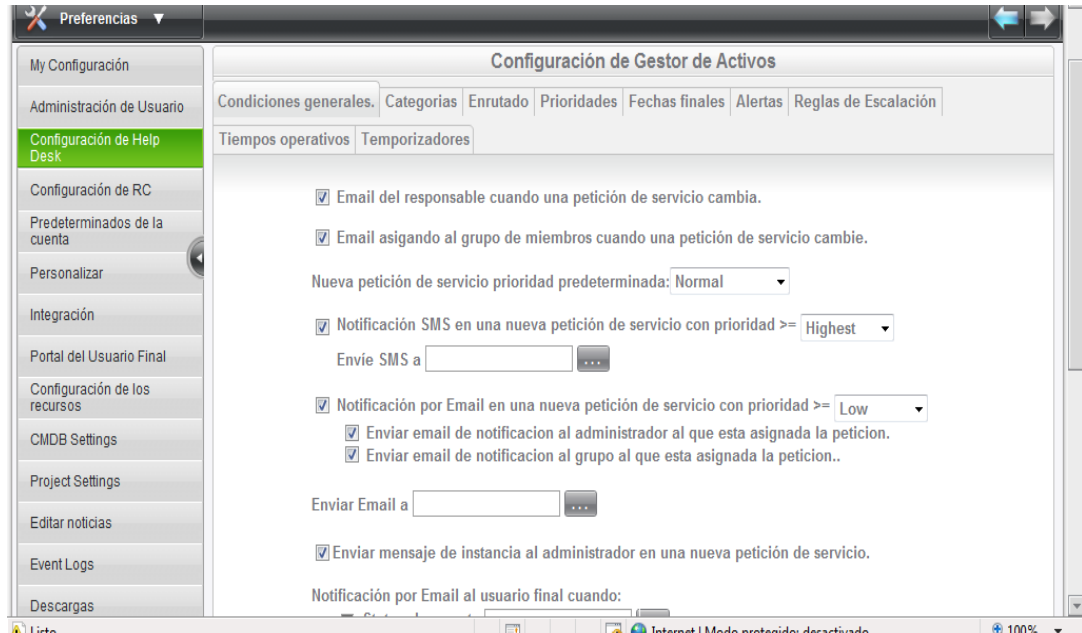 Preferencias ▼
My Configuración
Administración de Usuario
Configuración de Help
Desk
Configuración de RC
Predeterminados de la
cuenta
Personalizar
Integración
Portal del Usuario Final
Configuración de los
recursos
CMDB Settings
Project Settings
Editar noticias
Event Logs
Descargas
Configuración de Gestor de Activos
Condiciones generales. Categorias Enrutado Prioridades Fechas finales Alertas Reglas de Escalación
Tiempos operativos Temporizadores
Email del responsable cuando una petición de servicio cambia.
Email asigando al grupo de miembros cuando una petición de servicio cambie.
Nueva petición de servicio prioridad predeterminada: Normal
Notificación SMS en una nueva petición de servicio con prioridad >= Highest
Envíe SMS a ...
Notificación por Email en una nueva petición de servicio con prioridad >= Low
Enviar email de notificacion al administrador al que esta asignada la peticion.
Enviar email de notificacion al grupo al que esta asignada la peticion..
Enviar Email a ...
Enviar mensaje de instancia al administrador en una nueva petición de servicio.
Notificación por Email al usuario final cuando:
Listo
Internet | Modo protegido: desactivado
100%